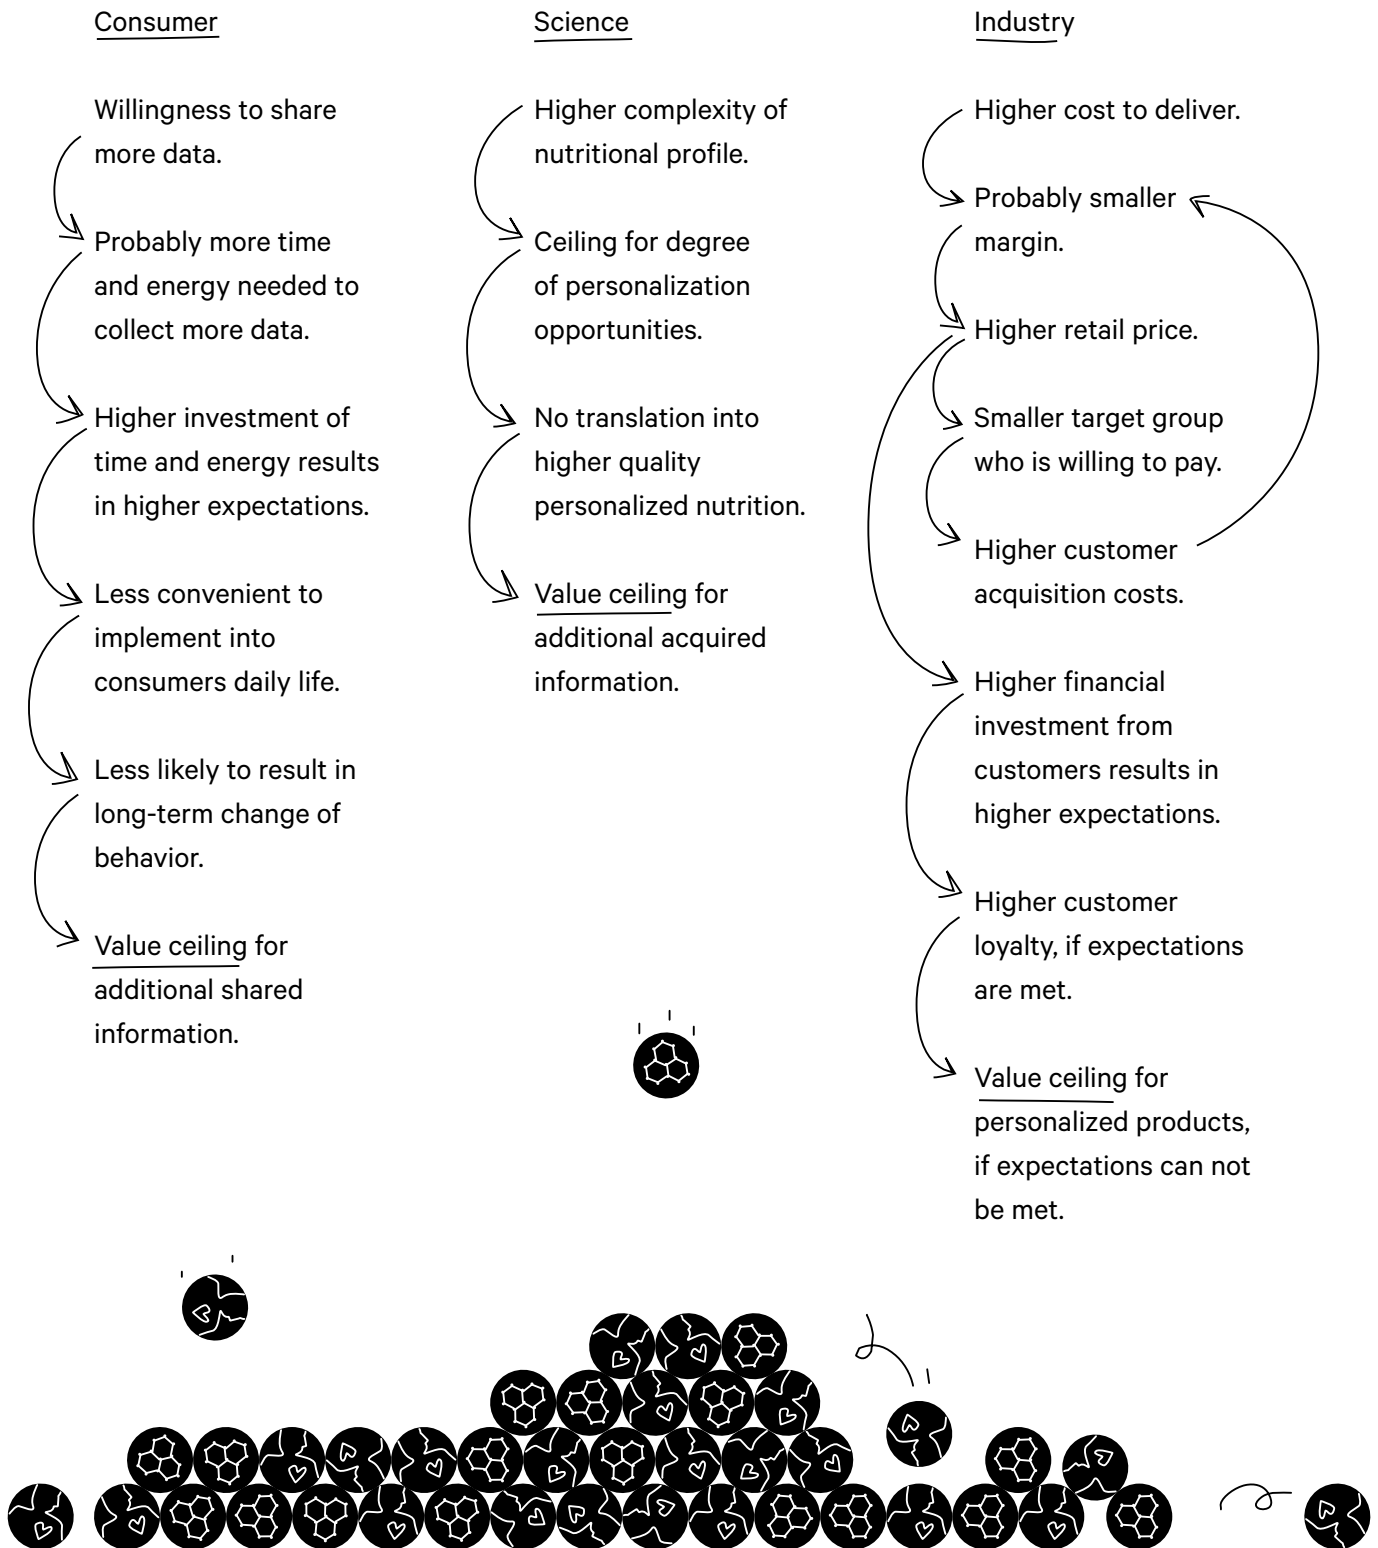 Consumer
Willingness to share
more data.
Probably more time
and energy needed to
collect more data.
Higher investment of
time and energy results
in higher expectations.
Less convenient to
implement into
consumers daily life.
Less likely to result in
long-term change of
behavior.
Value ceiling for
additional shared
information.
Science
Higher complexity of
nutritional profile.
Ceiling for degree
of personalization
opportunities.
No translation into
higher quality
personalized nutrition.
Value ceiling for
additional acquired
information.
Industry
Higher cost to deliver.
Probably smaller
margin.
Higher retail price.
Smaller target group
who is willing to pay.
Higher customer
acquisition costs.
Higher financial
investment from
customers results in
higher expectations.
Higher customer
loyalty, if expectations
are met.
Value ceiling for
personalized products,
if expectations can not
be met.